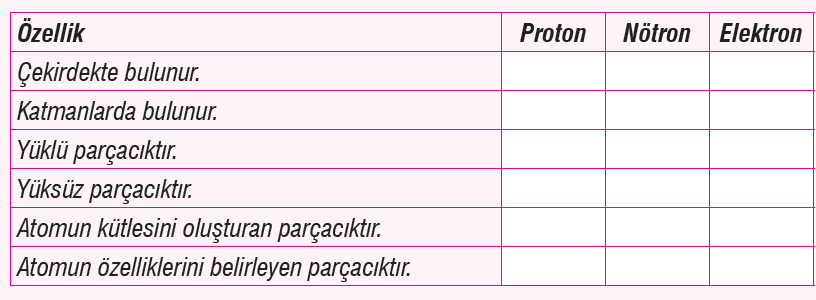 Özellik Proton Nötron Elektron
Çekirdekte bulunur.
Katmanlarda bulunur.
Yüklü parçacıktır.
Yüksüz parçacıktır.
Atomun kütlesini oluşturan parçacıktır.
Atomun özelliklerini belirleyen parçacıktır.